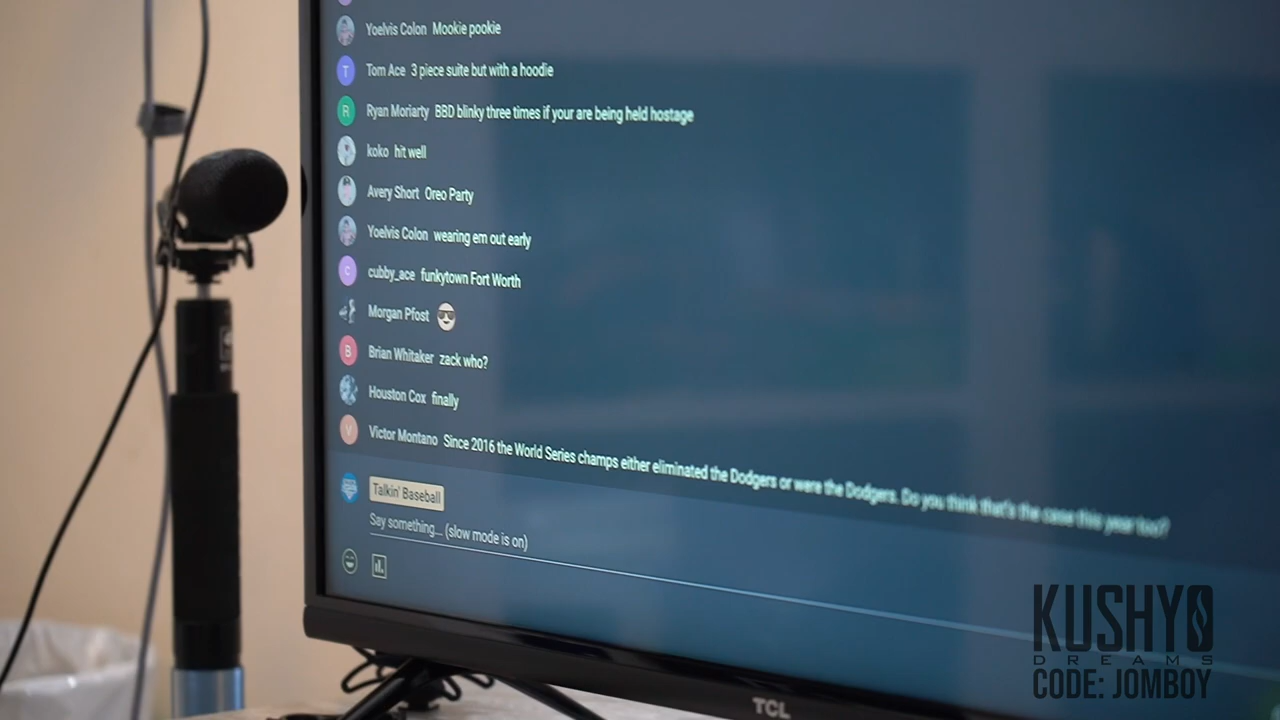 Yoelvis Colon Mookie pookie
T Tom Ace 3 piece suite but with a hoodie
R Ryan Moriarty BBD blinky three times if your are being held hostage
koko hit well
Avery Short Oreo Party
Yoelvis Colon wearing em out early
C cubby_ace funkytown Fort Worth
Morgan Pfost
B Brian Whitaker zack who?
Houston Cox finally
V Victor Montano Since 2016 the World Series champs either eliminated the Dodgers or were the Dodgers. Do you think that's the case this year too?
Talkin' Baseball
Say something... (slow mode is on)
TCL
KUSHY
DREAMS
CODE: JOMBOY